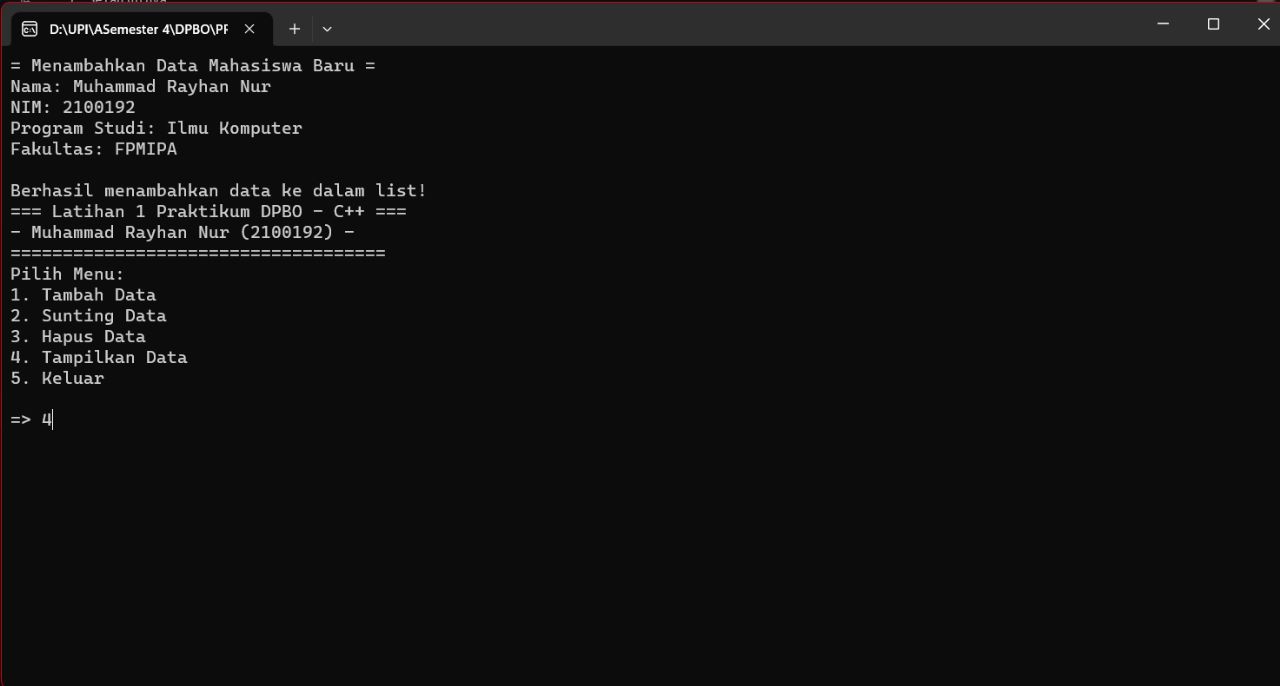 D:\UPI\ASemester 4\DPBO\PF
= Menambahkan Data Mahasiswa Baru =
Nama: Muhammad Rayhan Nur
NIM: 2100192
Program Studi: Ilmu Komputer
Fakultas: FPMIPA
Berhasil menambahkan data ke dalam list!
=== Latihan 1 Praktikum DPBO - C++ ===
- Muhammad Rayhan Nur (2100192) -
====================================
Pilih Menu:
1. Tambah Data
2. Sunting Data
3. Hapus Data
4. Tampilkan Data
5. Keluar
=> 4